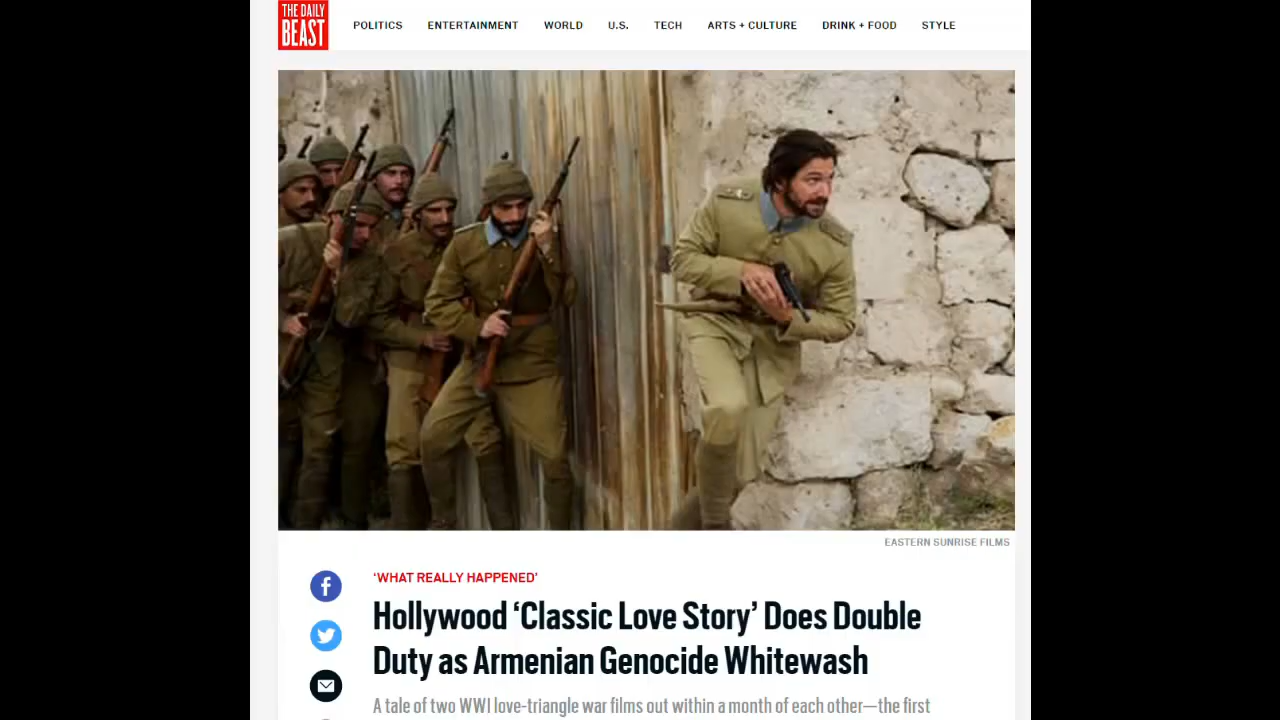 THE DAILY
BEAST
POLITICS ENTERTAINMENT WORLD U.S. TECH ARTS + CULTURE DRINK + FOOD STYLE
EASTERN SUNRISE FILMS
‘WHAT REALLY HAPPENED’
Hollywood ‘Classic Love Story’ Does Double
Duty as Armenian Genocide Whitewash
A tale of two WWI love-triangle war films out within a month of each other—the first